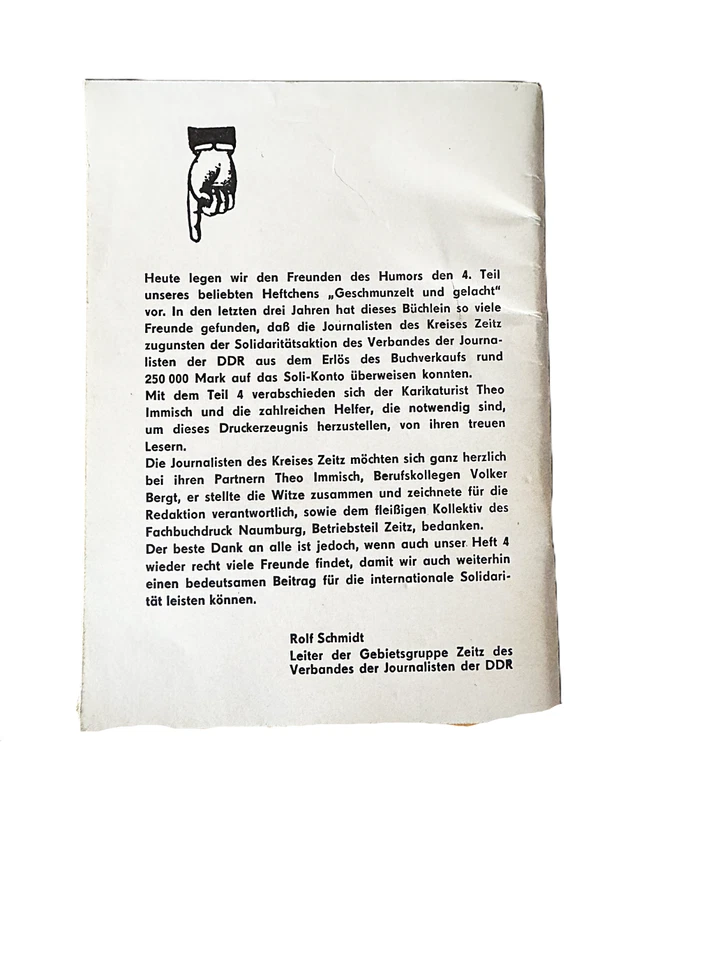 Heute legen wir den Freunden des Humors den 4. Teil
unseres beliebten Heftchens „Geschmunzelt und gelacht“
vor. In den letzten drei Jahren hat dieses Büchlein so viele
Freunde gefunden, daß die Journalisten des Kreises Zeitz
zugunsten der Solidaritätsaktion des Verbandes der Journa-
listen der DDR aus dem Erlös des Buchverkaufs rund
250 000 Mark auf das Soli-Konto überweisen konnten.
Mit dem Teil 4 verabschieden sich der Karikaturist Theo
Immisch und die zahlreichen Helfer, die notwendig sind,
um dieses Druckerzeugnis herzustellen, von ihren treuen
Lesern.
Die Journalisten des Kreises Zeitz möchten sich ganz herzlich
bei ihren Partnern Theo Immisch, Berufskollegen Volker
Bergt, er stellte die Witze zusammen und zeichnete für die
Redaktion verantwortlich, sowie dem fleißigen Kollektiv des
Fachbuchdruck Naumburg, Betriebsteil Zeitz, bedanken.
Der beste Dank an alle ist jedoch, wenn auch unser Heft 4
wieder recht viele Freunde findet, damit wir auch weiterhin
einen bedeutsamen Beitrag für die internationale Solidari-
tät leisten können.
Rolf Schmidt
Leiter der Gebietsgruppe Zeitz des
Verbandes der Journalisten der DDR